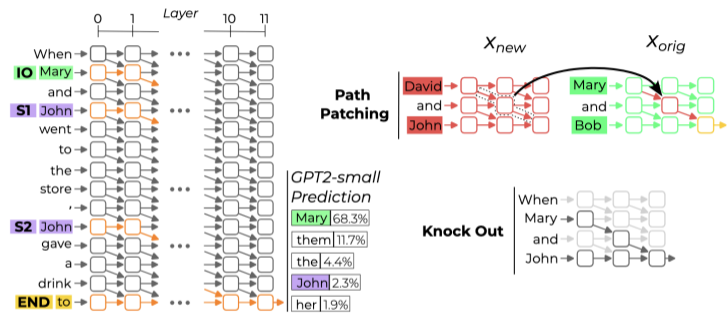 Layer
0 1 10 11
When
IO Mary
and
S1 John
went
to
the
store
,
S2 John
gave
a
drink
END to
GPT2-small
Prediction
Mary 68.3%
them 11.7%
the 4.4%
John 2.3%
her 1.9%
Path
Patching
Xnew
David
and
John
Xorig
Mary
and
Bob
Knock Out
When
Mary
and
John